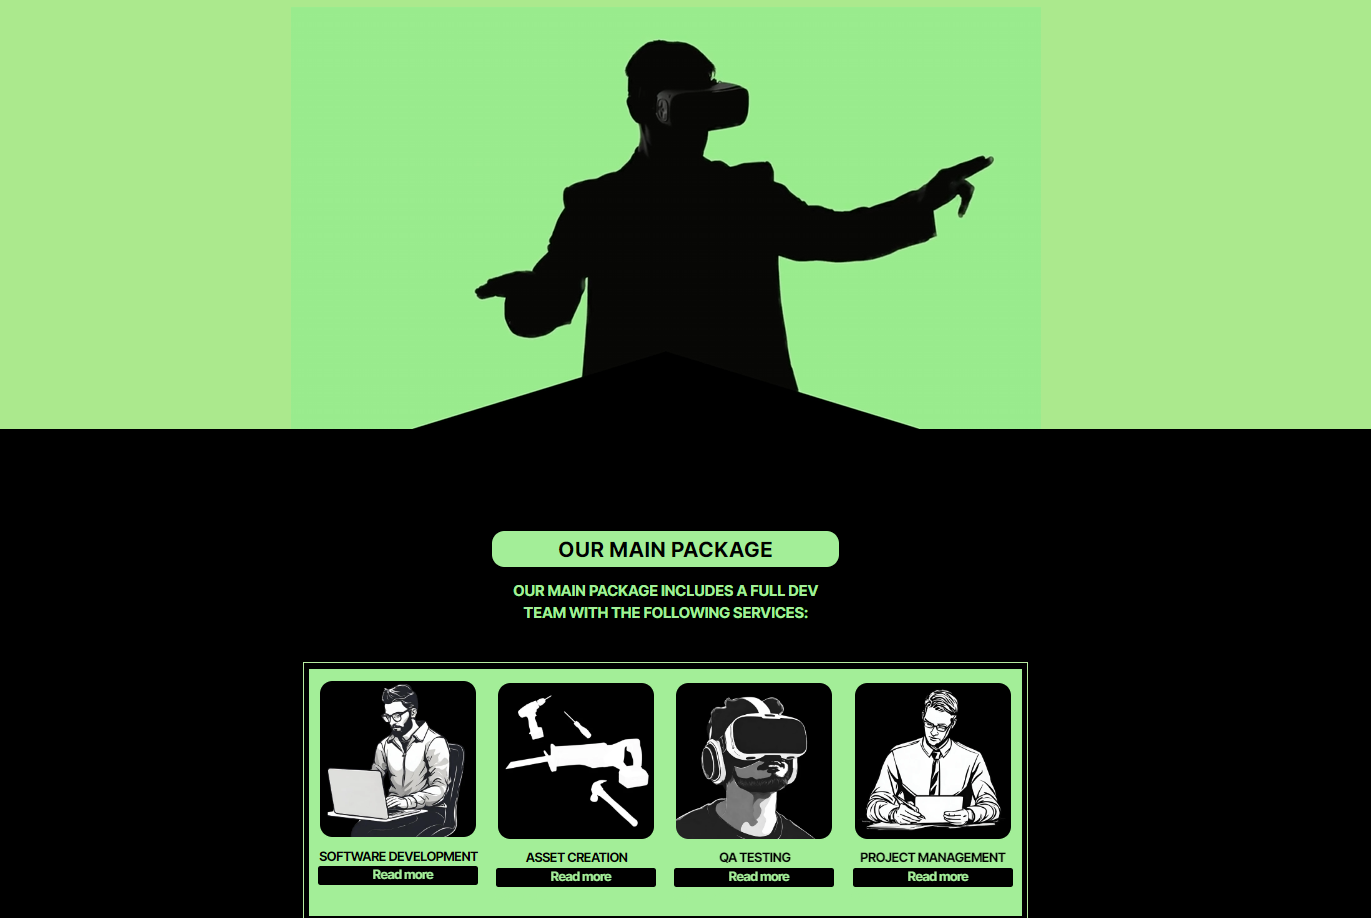 OUR MAIN PACKAGE
OUR MAIN PACKAGE INCLUDES A FULL DEV
TEAM WITH THE FOLLOWING SERVICES:
SOFTWARE DEVELOPMENT
Read more
ASSET CREATION
Read more
QA TESTING
Read more
PROJECT MANAGEMENT
Read more